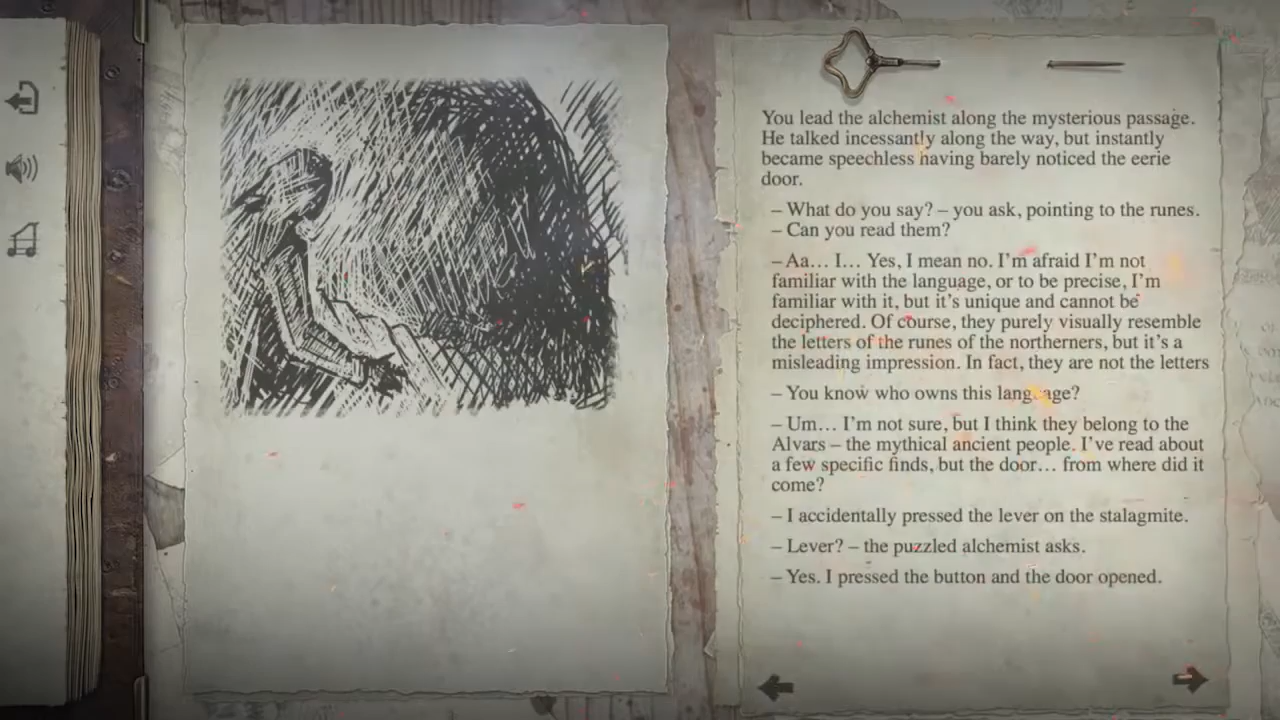 You lead the alchemist along the mysterious passage.
He talked incessantly along the way, but instantly
became speechless having barely noticed the eerie
door.
– What do you say? – you ask, pointing to the runes.
– Can you read them?
– Aa… I… Yes, I mean no. I'm afraid I'm not
familiar with the language, or to be precise, I'm
familiar with it, but it's unique and cannot be
deciphered. Of course, they purely visually resemble
the letters of the runes of the northerners, but it's a
misleading impression. In fact, they are not the letters
– You know who owns this language?
– Um… I'm not sure, but I think they belong to the
Alvars – the mythical ancient people. I've read about
a few specific finds, but the door… from where did it
come?
– I accidentally pressed the lever on the stalagmite.
– Lever? – the puzzled alchemist asks.
– Yes. I pressed the button and the door opened.